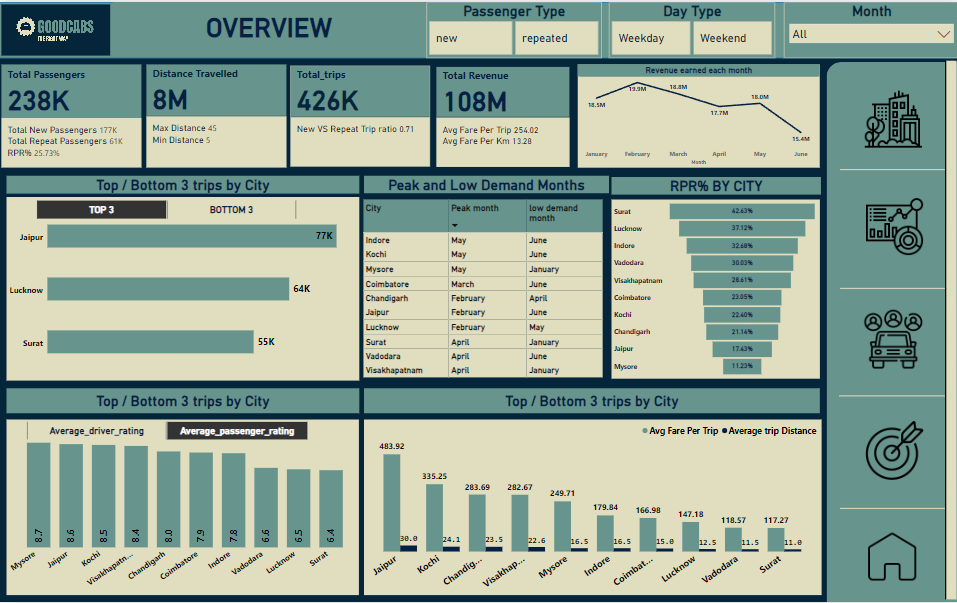 GOODCABS
THE RIGHT WAY
OVERVIEW
Passenger Type
new
repeated
Day Type
Weekday
Weekend
Month
All
Total Passengers
238K
Total New Passengers 177K
Total Repeat Passengers 61K
RPR% 25.73%
Distance Travelled
8M
Max Distance 45
Min Distance 5
Total_trips
426K
New VS Repeat Trip ratio 0.71
Total Revenue
108M
Avg Fare Per Trip 254.02
Avg Fare Per Km 13.28
Revenue earned each month
18.5M
19.9M
18.8M
17.7M
18.0M
15.4M
January February March April May June
Month
Top / Bottom 3 trips by City
TOP 3 BOTTOM 3
Jaipur 77K
Lucknow 64K
Surat 55K
Peak and Low Demand Months
City Peak month low demand
month
Indore May June
Kochi May June
Mysore May January
Coimbatore March June
Chandigarh February April
Jaipur February June
Lucknow February May
Surat April January
Vadodara April June
Visakhapatnam April January
RPR% BY CITY
Surat 42.63%
Lucknow 37.12%
Indore 32.68%
Vadodara 30.03%
Visakhapatnam 28.61%
Coimbatore 23.05%
Kochi 22.40%
Chandigarh 21.14%
Jaipur 17.43%
Mysore 11.23%
Top / Bottom 3 trips by City
Average_driver_rating Average_passenger_rating
8.7 8.6 8.5 8.4 8.0 7.9 7.8 6.6 6.5 6.4
Mysore Jaipur Kochi Visakhapatn... Chandigarh Coimbatore Indore Vadodara Lucknow Surat
Top / Bottom 3 trips by City
Avg Fare Per Trip Average trip Distance
483.92 335.25 283.69 282.67 249.71 179.84 166.98 147.18 118.57 117.27
30.0 24.1 23.5 22.6 16.5 16.5 15.0 12.5 11.5 11.0
Jaipur Kochi Chandig... Visakhap... Mysore Indore Coimbat... Lucknow Vadodara Surat